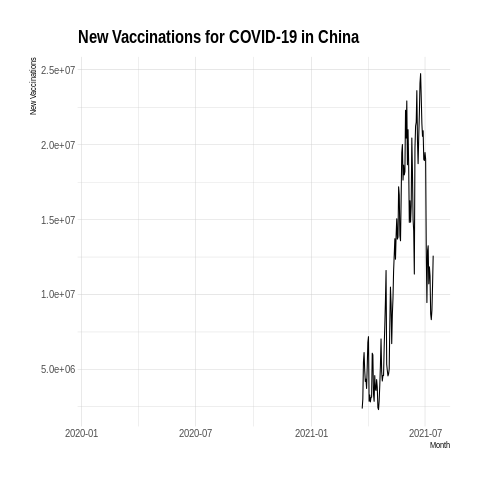 New Vaccinations for COVID-19 in China
New Vaccinations
2.5e+07
2.0e+07
1.5e+07
1.0e+07
5.0e+06
2020-01
2020-07
2021-01
2021-07
Month